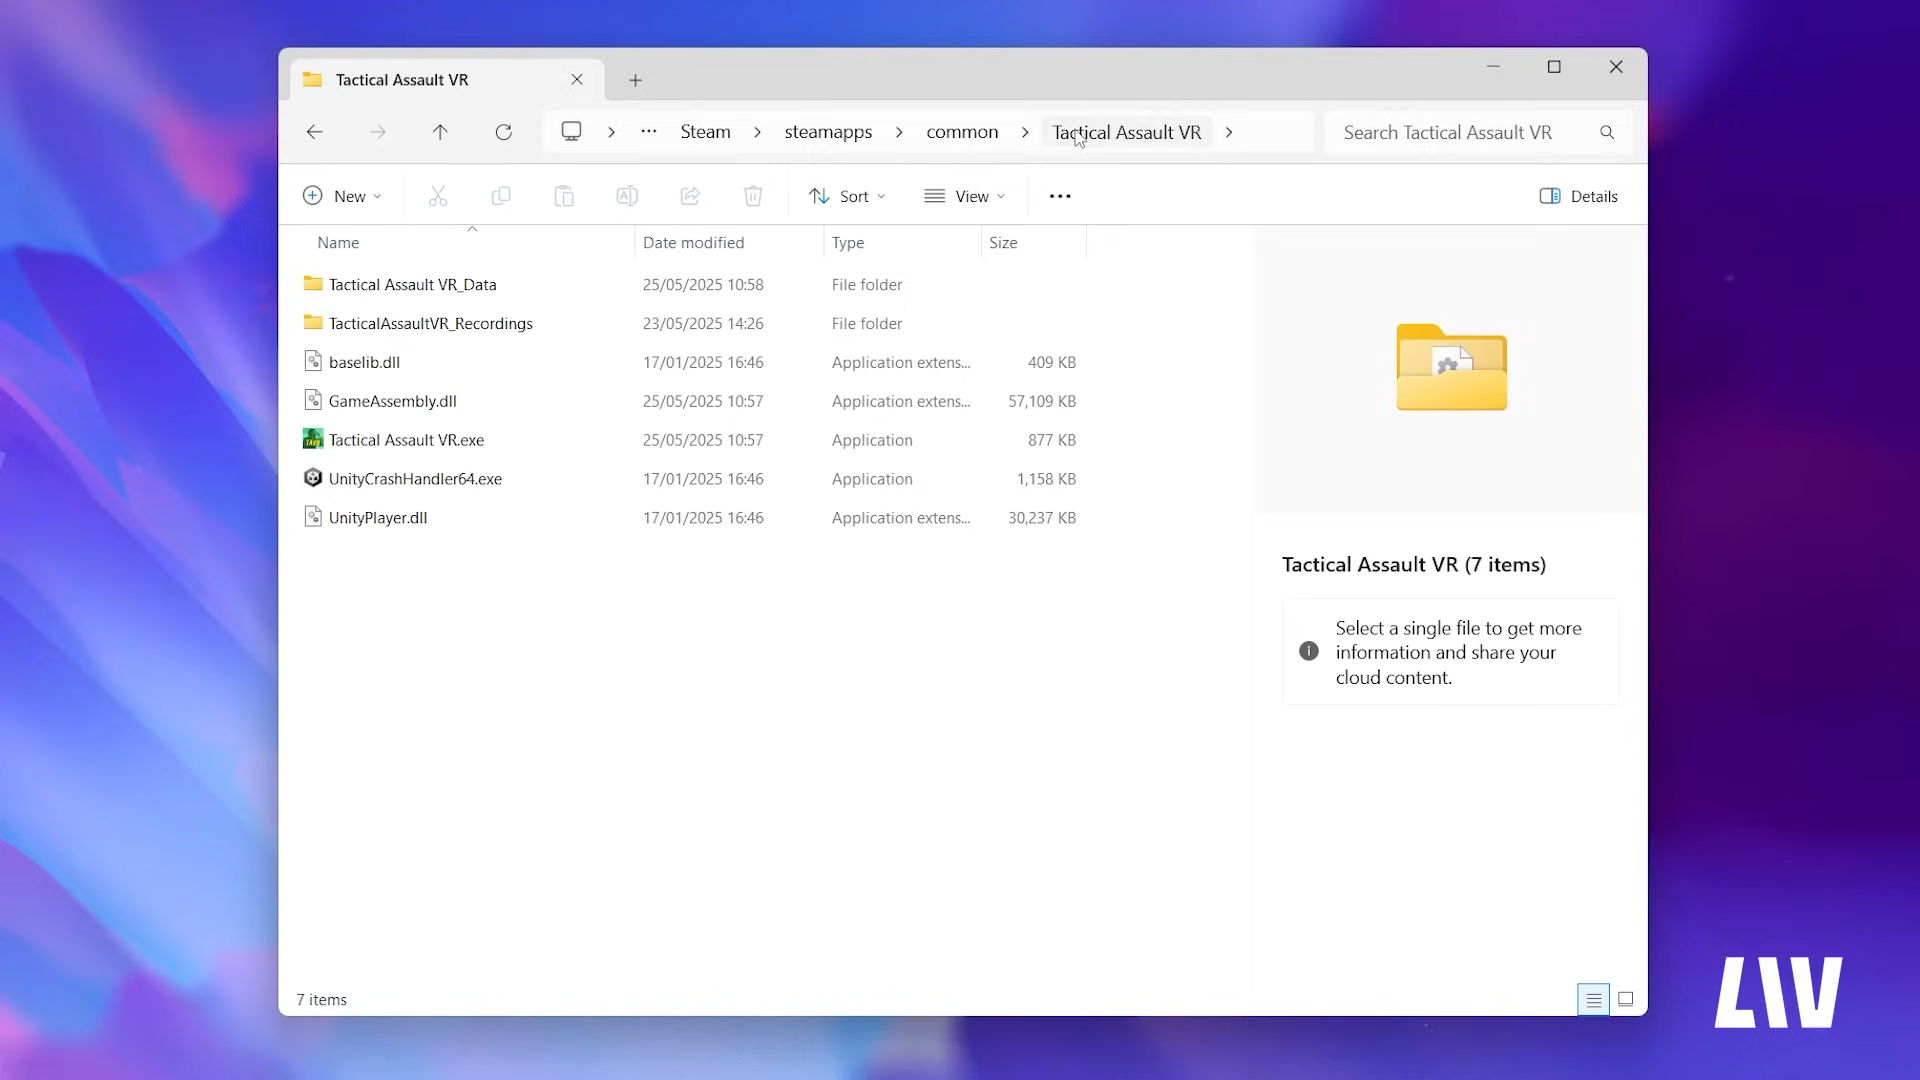 Tactical Assault VR
Steam > steamapps > common > Tactical Assault VR >
Search Tactical Assault VR
New
Sort
View
Details
Name Date modified Type Size
Tactical Assault VR_Data 25/05/2025 10:58 File folder
TacticalAssaultVR_Recordings 23/05/2025 14:26 File folder
baselib.dll 17/01/2025 16:46 Application extens... 409 KB
GameAssembly.dll 25/05/2025 10:57 Application extens... 57,109 KB
Tactical Assault VR.exe 25/05/2025 10:57 Application 877 KB
UnityCrashHandler64.exe 17/01/2025 16:46 Application 1,158 KB
UnityPlayer.dll 17/01/2025 16:46 Application extens... 30,237 KB
Tactical Assault VR (7 items)
Select a single file to get more
information and share your
cloud content.
7 items
LIV